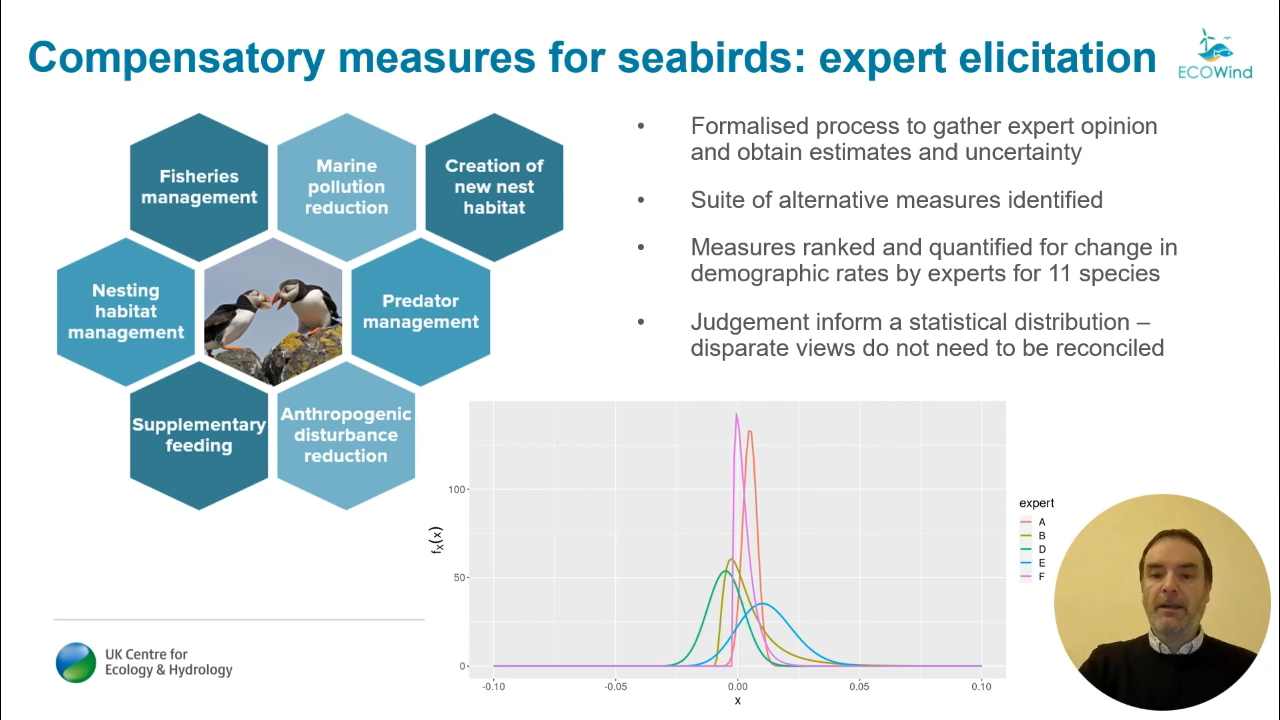 Compensatory measures for seabirds: expert elicitation
ECOWind
Fisheries
management
Marine
pollution
reduction
Creation of
new nest
habitat
Nesting
habitat
management
Predator
management
Supplementary
feeding
Anthropogenic
disturbance
reduction
• Formalised process to gather expert opinion
and obtain estimates and uncertainty
• Suite of alternative measures identified
• Measures ranked and quantified for change in
demographic rates by experts for 11 species
• Judgement inform a statistical distribution –
disparate views do not need to be reconciled
fX(x)
100
50
0
-0.10
-0.05
0.00
0.05
0.10
x
expert
A
B
D
E
F
UK Centre for
Ecology & Hydrology